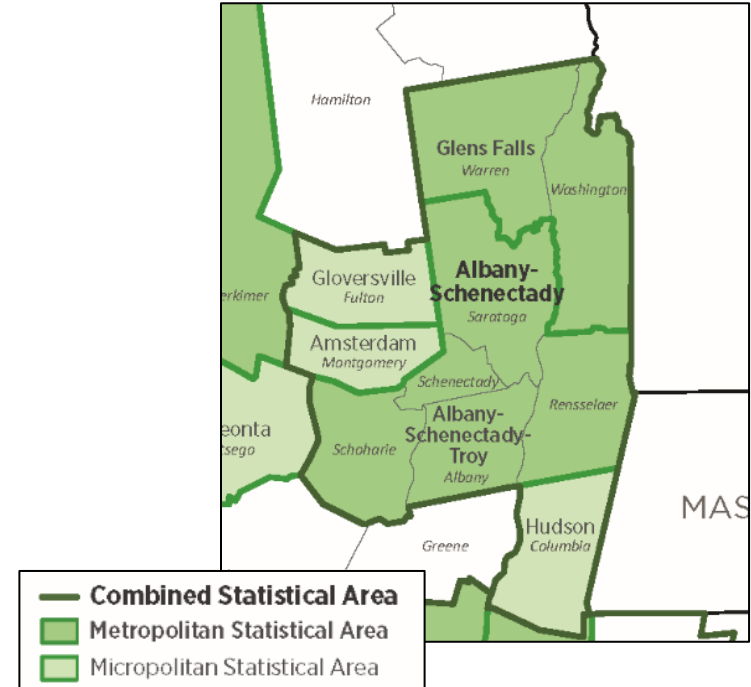 Hamilton
Glens Falls
Warren
Washington
Albany-
Schenectady
Saratoga
Gloversville
Fulton
erkimer
Amsterdam
Montgomery
Schenectady
Rensselaer
Albany-
Schenectady-
Troy
Albany
Schoharie
eonta
tsego
MAS
Hudson
Columbia
Greene
Combined Statistical Area
Metropolitan Statistical Area
Micropolitan Statistical Area